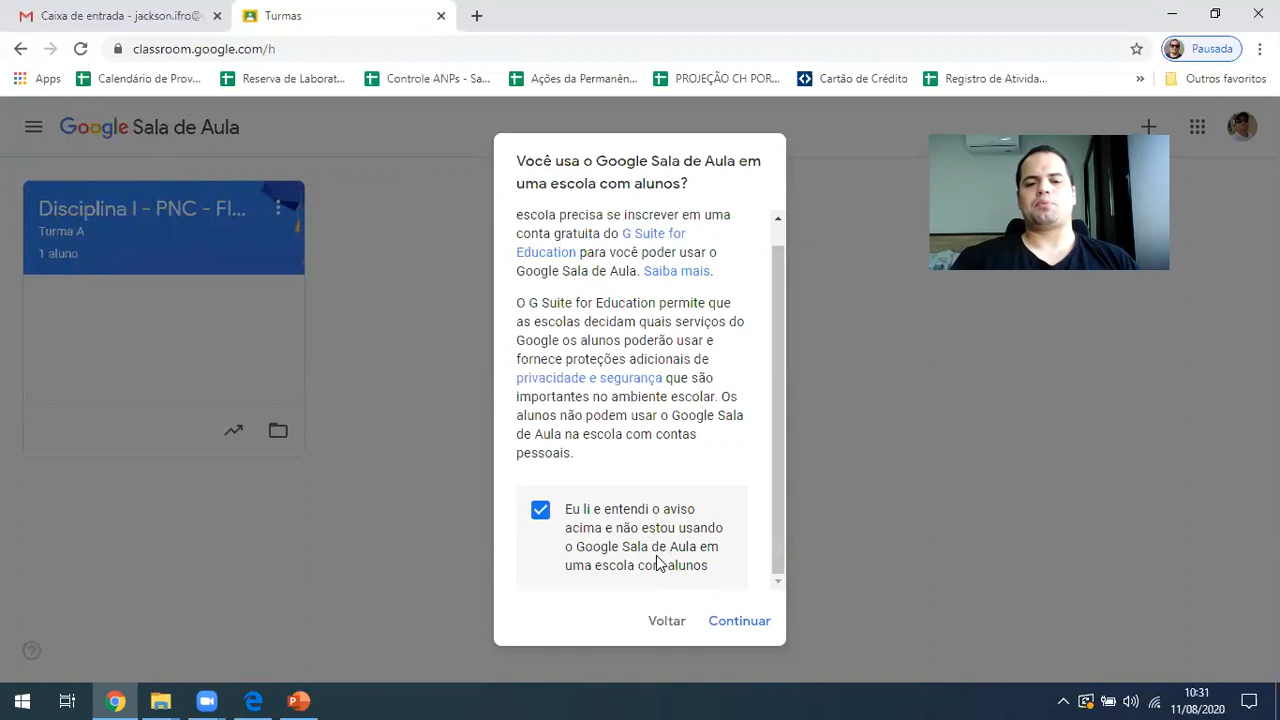 Caixa de entrada - jackson.ifro@
Turmas
classroom.google.com/h
Pausada
Apps
Calendário de Prov...
Reserva de Laborat...
Controle ANPs - Sa...
Ações da Permanên...
PROJEÇÃO CH POR...
Cartão de Crédito
Registro de Ativida...
»
Outros favoritos
Google Sala de Aula
Disciplina I - PNC - FI...
Turma A
1 aluno
Você usa o Google Sala de Aula em
uma escola com alunos?
escola precisa se inscrever em uma
conta gratuita do G Suite for
Education para você poder usar o
Google Sala de Aula. Saiba mais.
O G Suite for Education permite que
as escolas decidam quais serviços do
Google os alunos poderão usar e
fornece proteções adicionais de
privacidade e segurança que são
importantes no ambiente escolar. Os
alunos não podem usar o Google Sala
de Aula na escola com contas
pessoais.
Eu li e entendi o aviso
acima e não estou usando
o Google Sala de Aula em
uma escola com alunos
Voltar
Continuar
10:31
11/08/2020